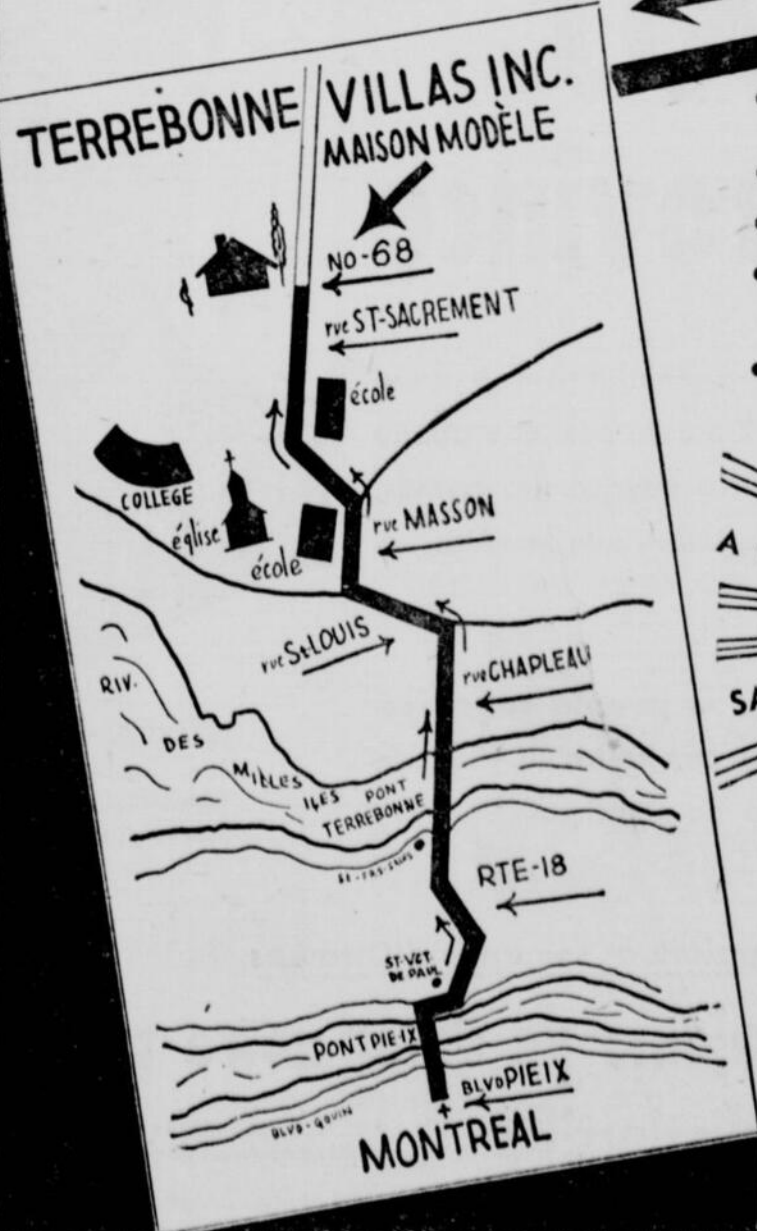 TERREBONNE VILLAS INC.
MAISON MODÈLE
NO-68
rue ST-SACREMENT
école
COLLEGE
église
école
rue MASSON
rue St-LOUIS
rue CHAPLEAU
RIV.
DES
MILLES
ILES
PONT
TERREBONNE
RTE-18
ST-VCT.
DE PAUL
PONT PIE-IX
BLVD PIE IX
BLVD-GOUIN
MONTREAL
A
SA